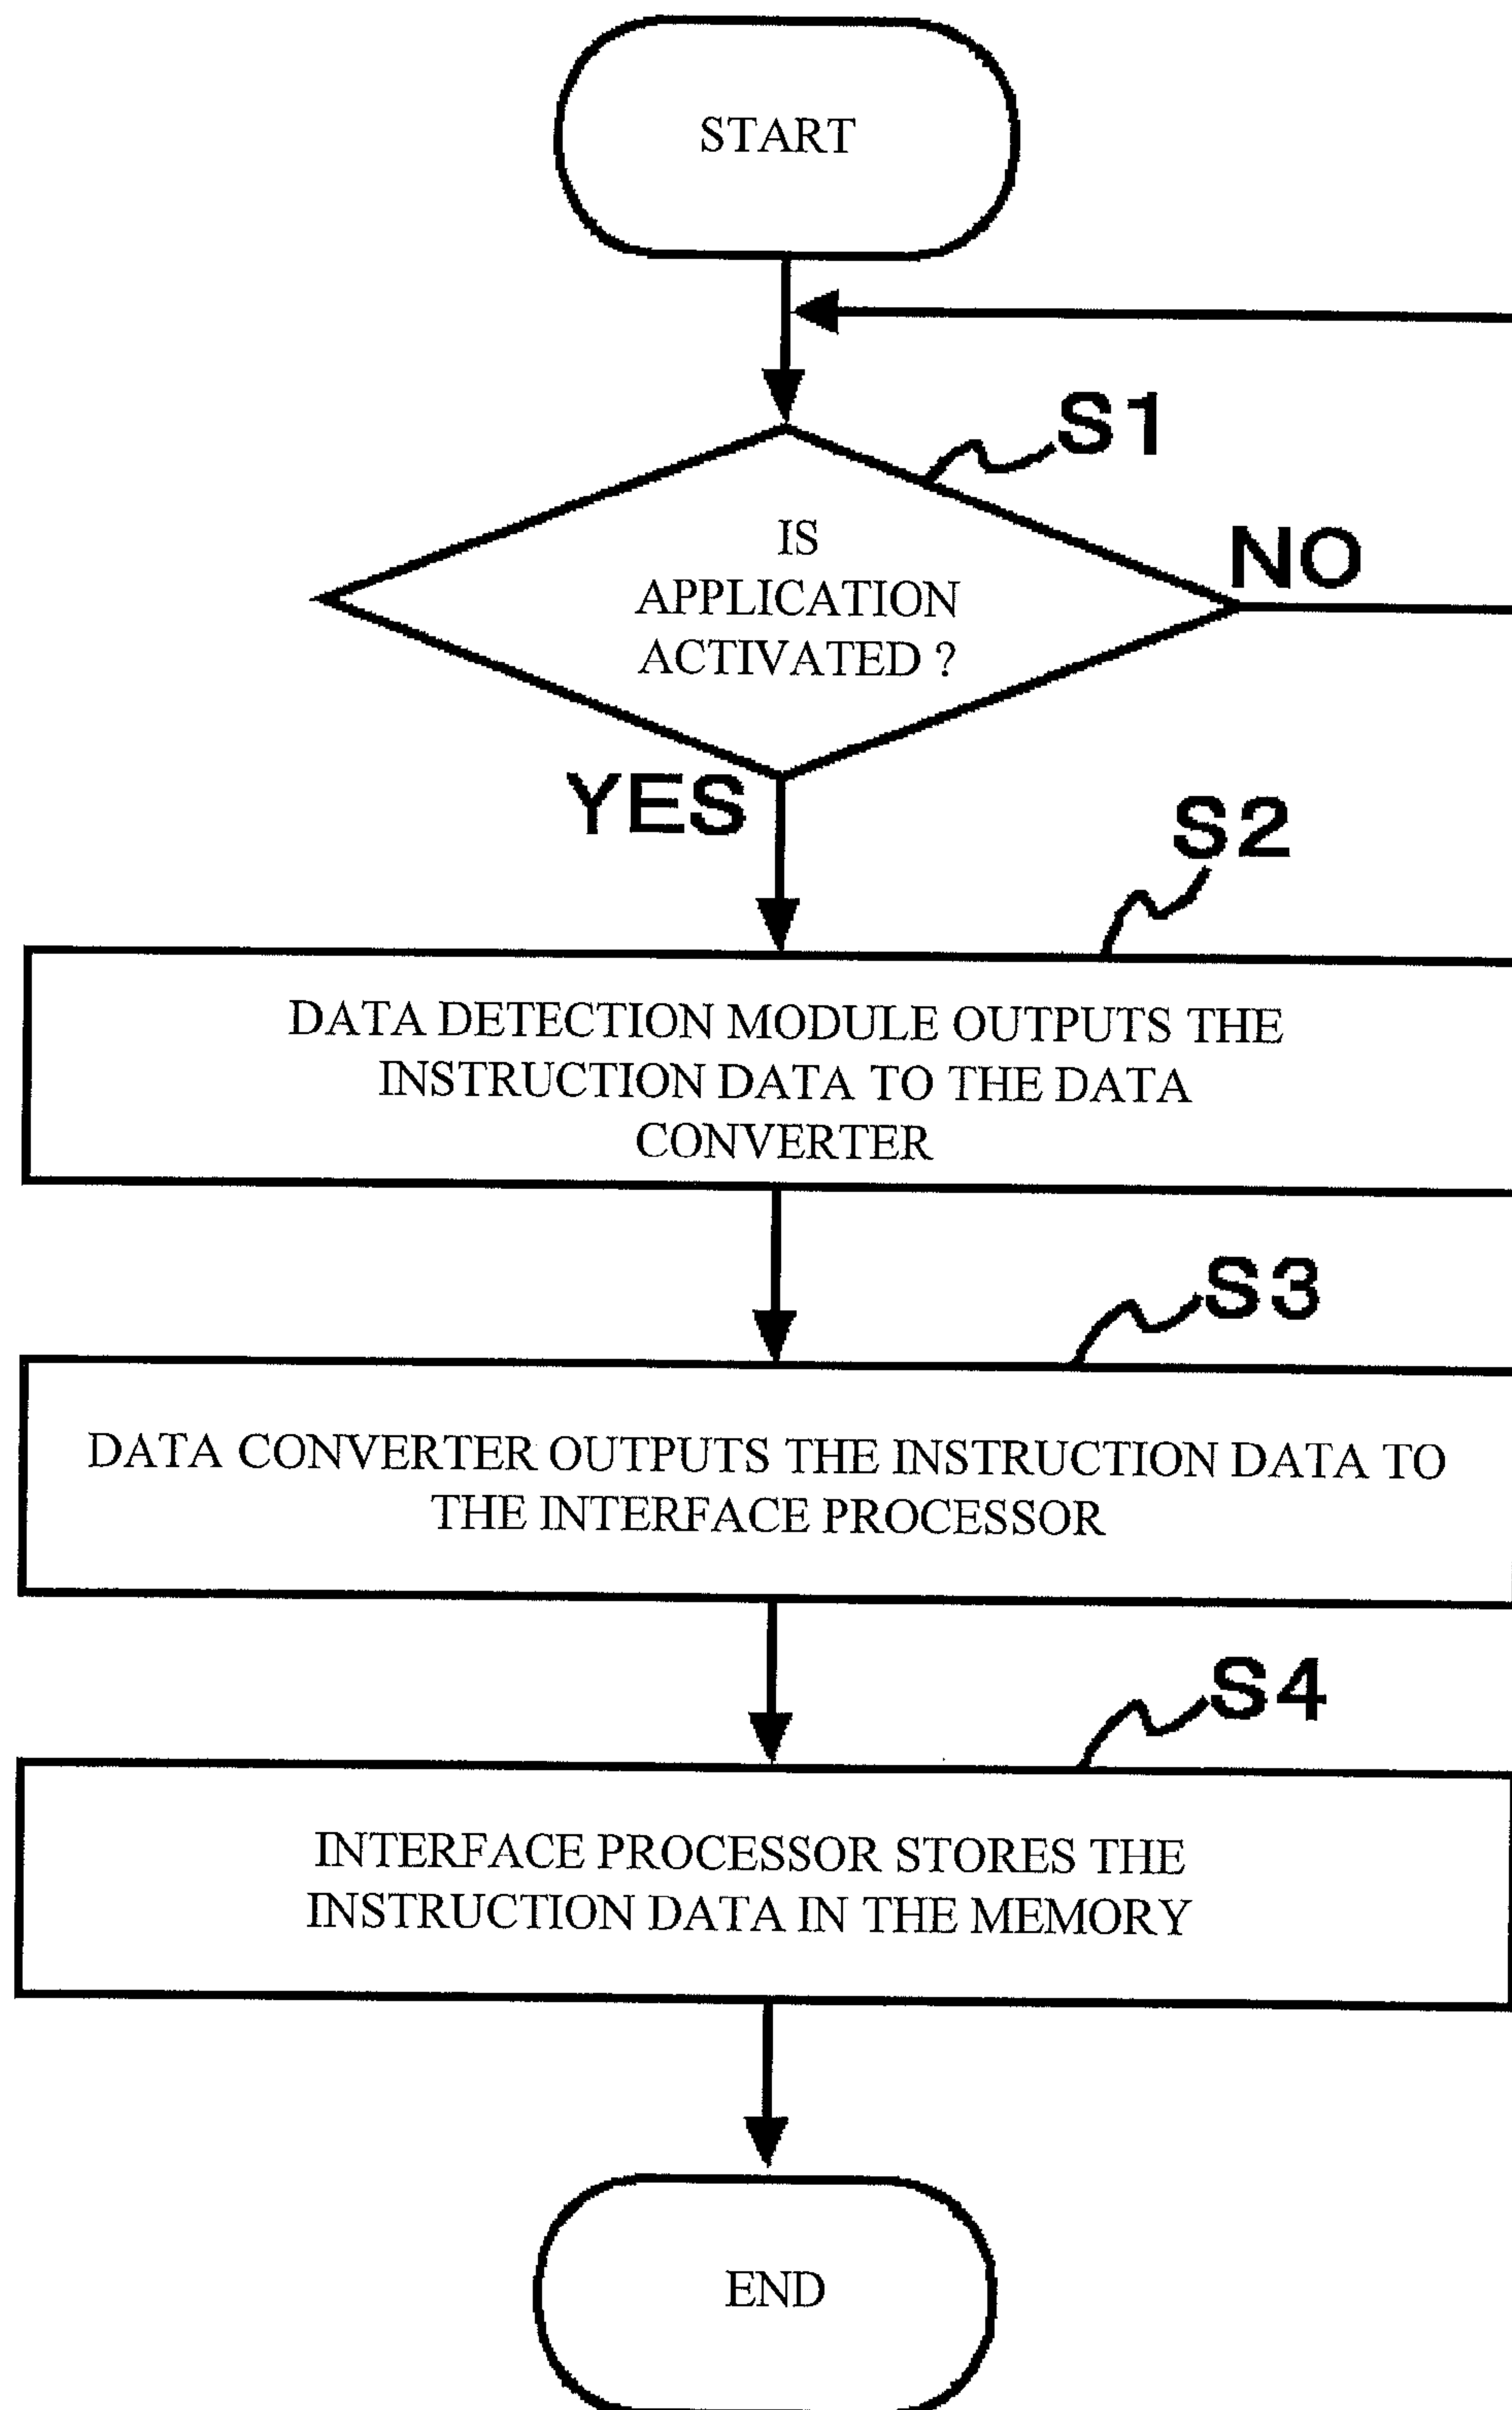 START
S1
IS
APPLICATION
ACTIVATED ?
NO
YES
S2
DATA DETECTION MODULE OUTPUTS THE
INSTRUCTION DATA TO THE DATA
CONVERTER
S3
DATA CONVERTER OUTPUTS THE INSTRUCTION DATA TO
THE INTERFACE PROCESSOR
S4
INTERFACE PROCESSOR STORES THE
INSTRUCTION DATA IN THE MEMORY
END